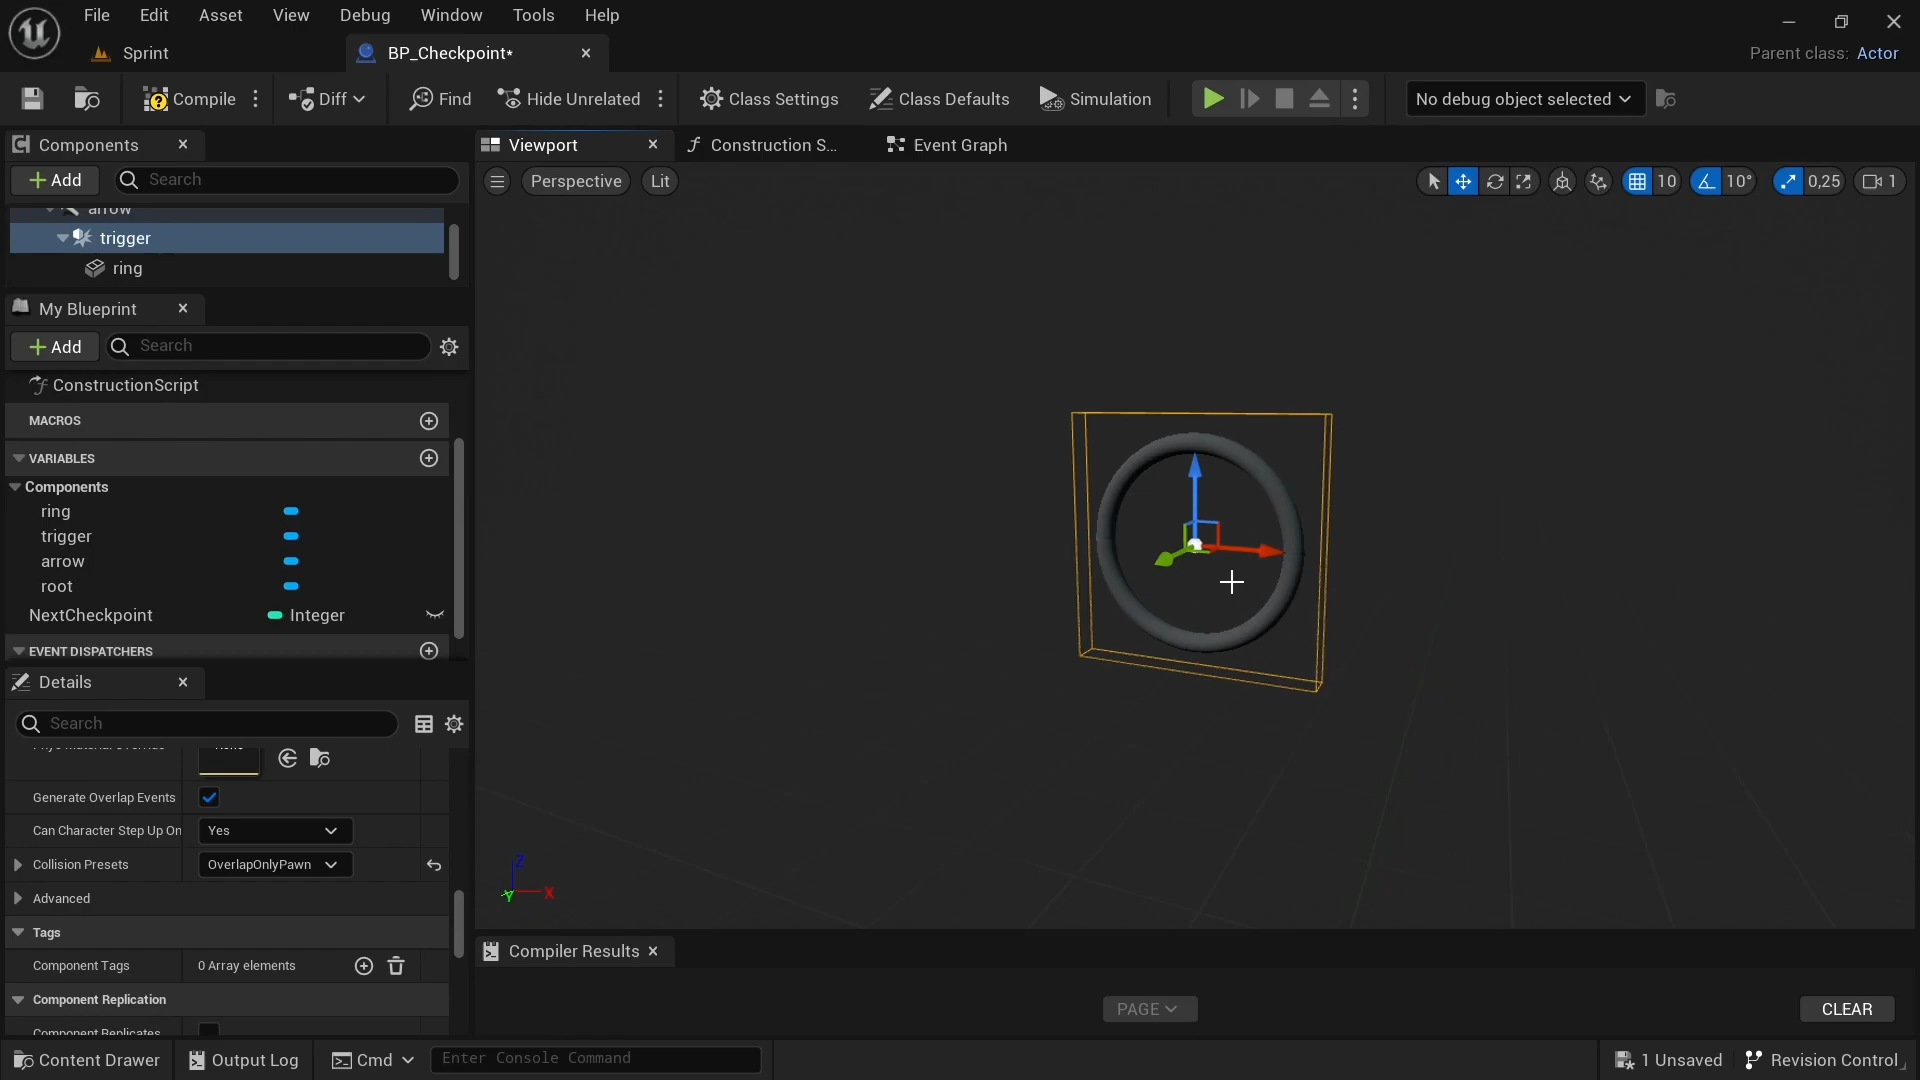 File Edit Asset View Debug Window Tools Help
Sprint
BP_Checkpoint*
Parent class: Actor
Compile
Diff
Find
Hide Unrelated
Class Settings
Class Defaults
Simulation
No debug object selected
Components
Viewport
Construction S...
Event Graph
Add
Search
Perspective
Lit
10
10°
0,25
1
arrow
trigger
ring
My Blueprint
Add
Search
ConstructionScript
MACROS
VARIABLES
Components
ring
trigger
arrow
root
NextCheckpoint Integer
EVENT DISPATCHERS
Details
Search
Generate Overlap Events
Can Character Step Up On Yes
Collision Presets OverlapOnlyPawn
Advanced
Tags
Component Tags 0 Array elements
Component Replication
Component Replicates
Z
Y X
Compiler Results
PAGE
CLEAR
Content Drawer
Output Log
Cmd
Enter Console Command
1 Unsaved
Revision Control